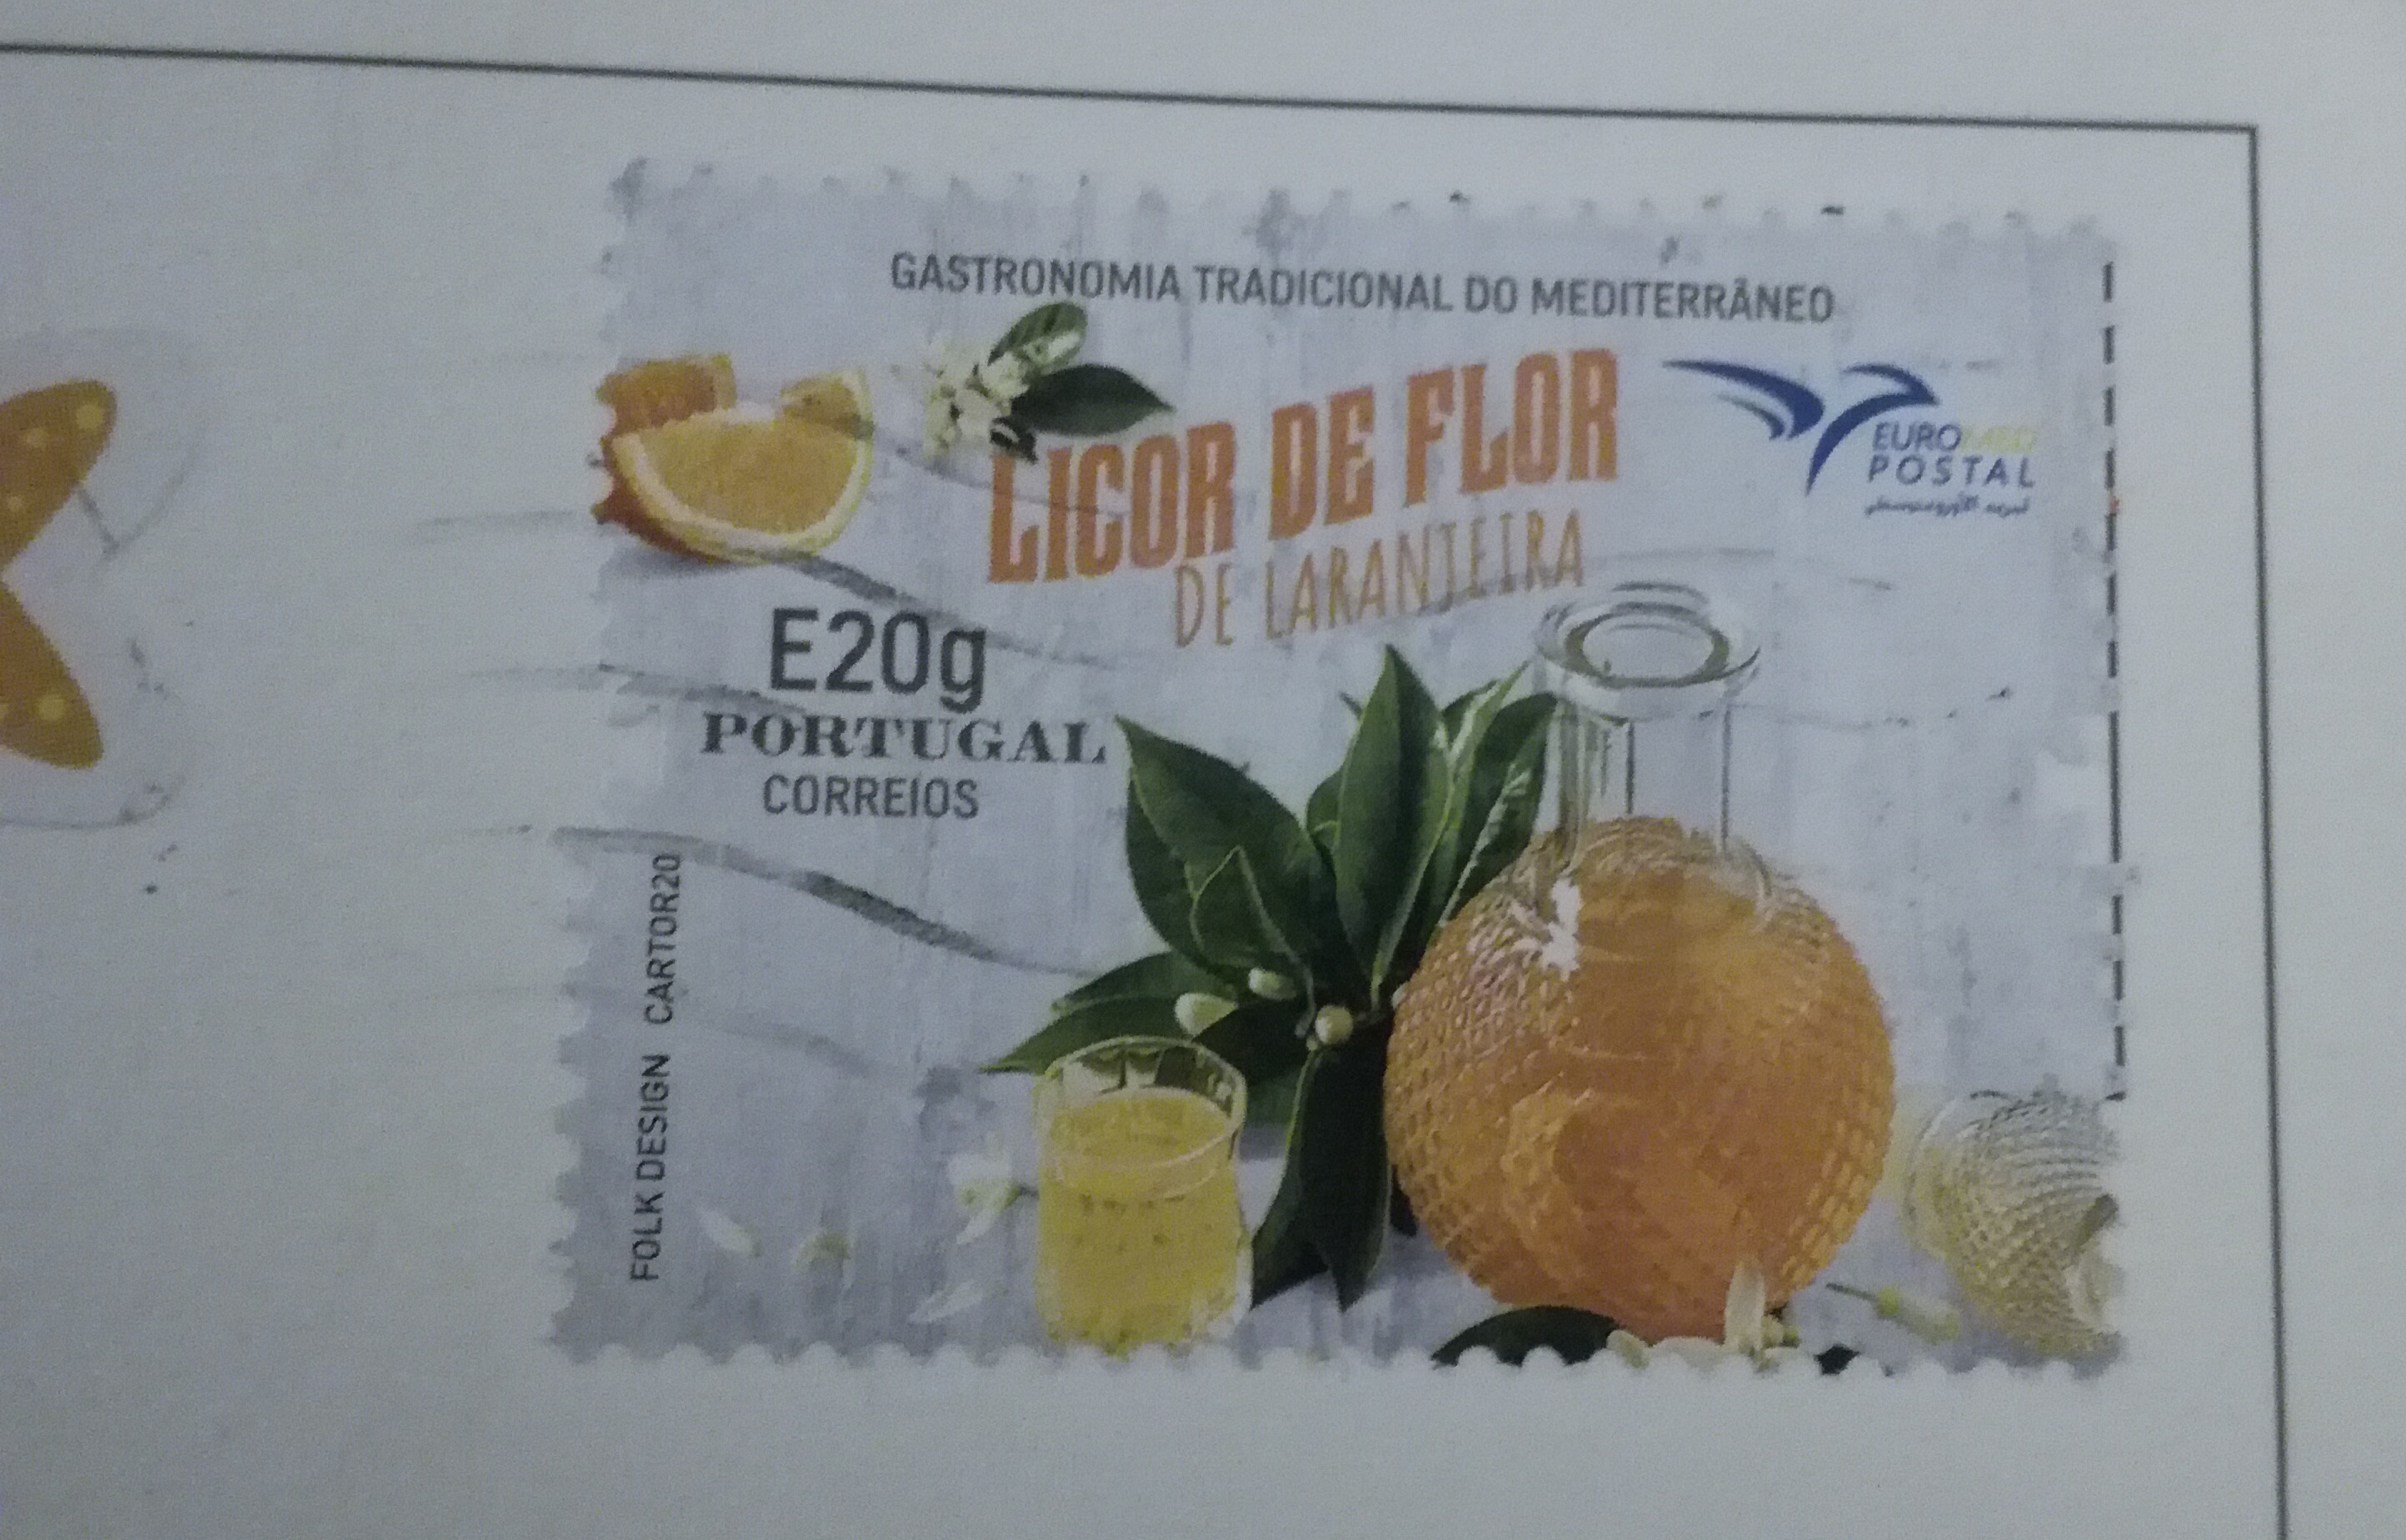 GASTRONOMIA TRADICIONAL DO MEDITERRÂNEO
LICOR DE FLOR
DE LARANJEIRA
EUROMED
POSTAL
E20g
PORTUGAL
CORREIOS
FOLK DESIGN CARTOR20